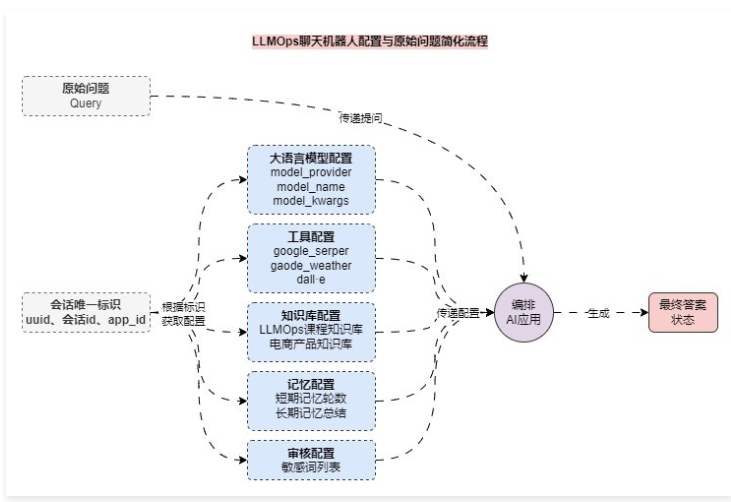 LLMOps聊天机器人配置与原始问题简化流程
原始问题
Query
传递提问
大语言模型配置
model_provider
model_name
model_kwargs
工具配置
google_serper
gaode_weather
dall·e
会话唯一标识
uuid、会话id、app_id
根据标识
获取配置
知识库配置
LLMOps课程知识库
电商产品知识库
传递配置
编排
AI应用
生成
最终答案
状态
记忆配置
短期记忆轮数
长期记忆总结
审核配置
敏感词列表